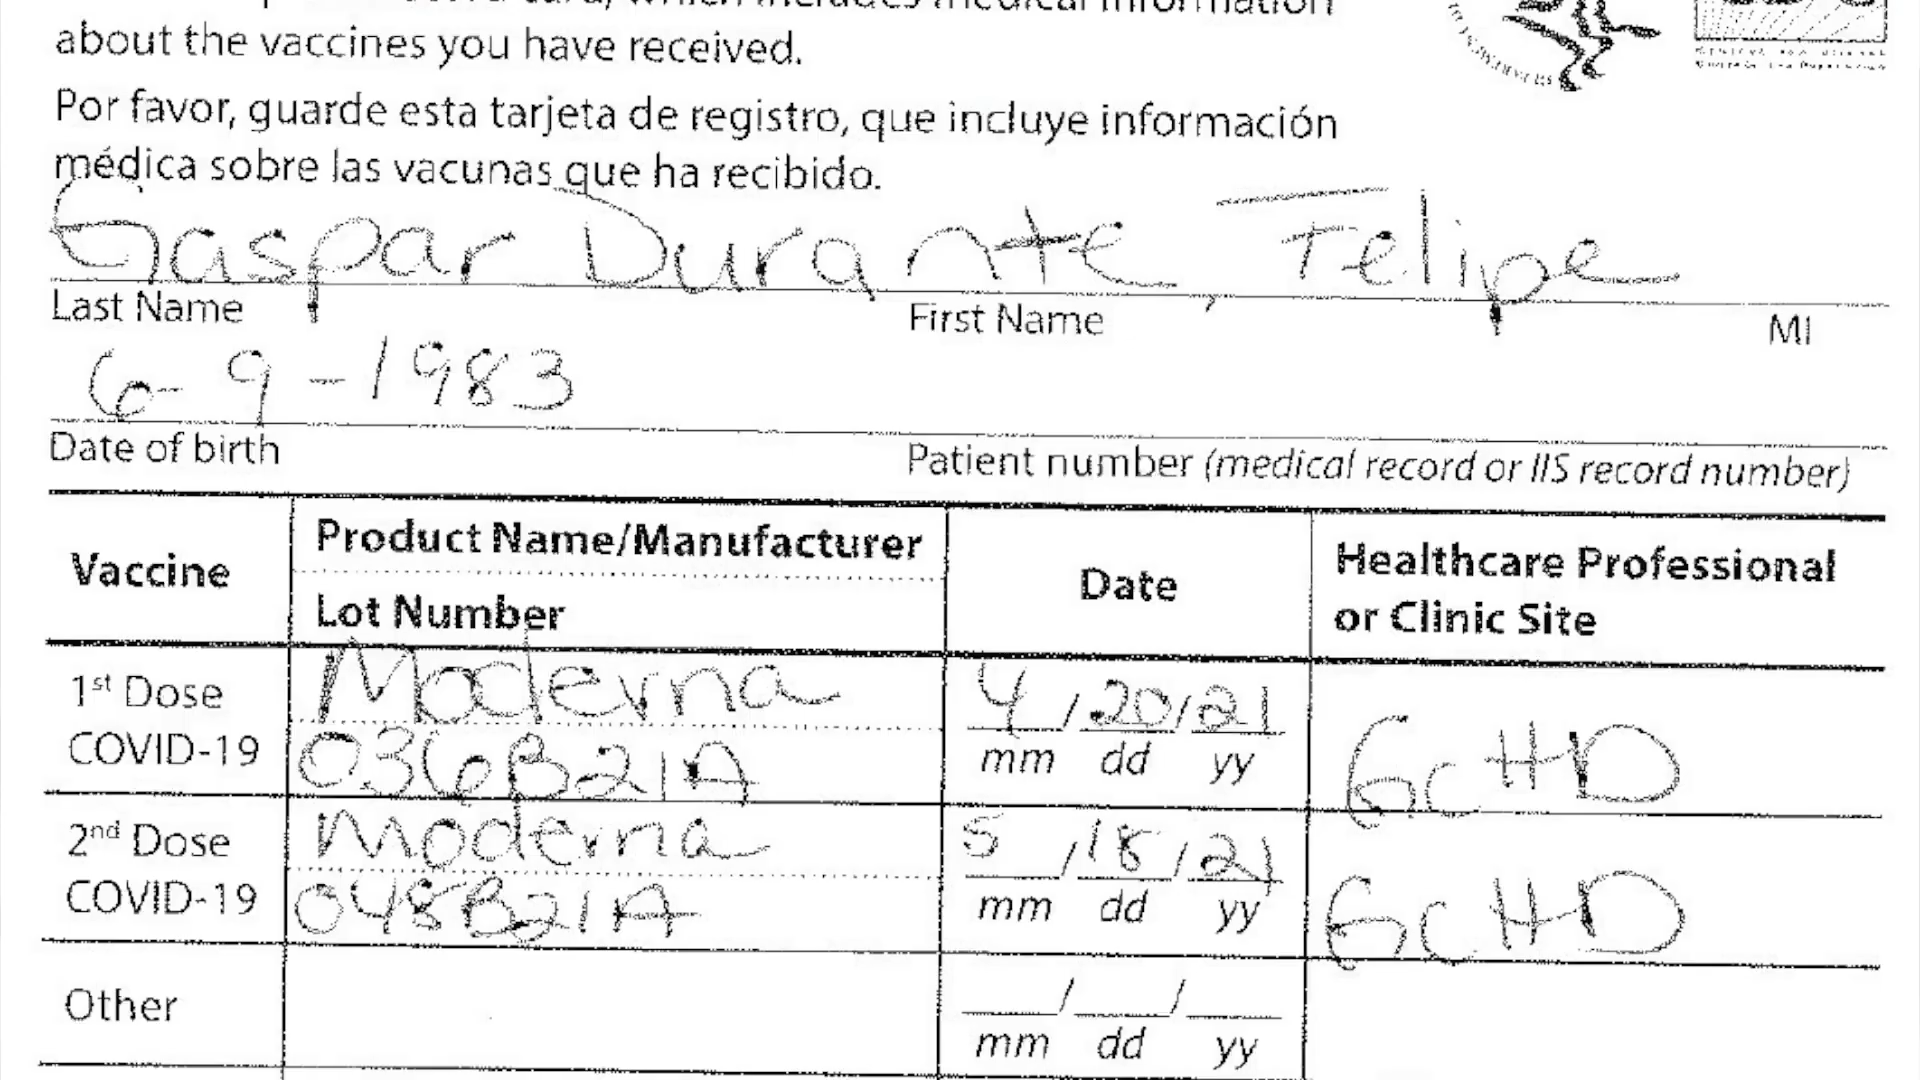 about the vaccines you have received.
Por favor, guarde esta tarjeta de registro, que incluye información
médica sobre las vacunas que ha recibido.
Gaspar Durante, Felipe
Last Name First Name MI
6-9-1983
Date of birth Patient number (medical record or IIS record number)
Vaccine
Product Name/Manufacturer
Lot Number
Date
Healthcare Professional
or Clinic Site
1st Dose
COVID-19
Moderna
036B21A
4/20/21
mm dd yy
GCHD
2nd Dose
COVID-19
Moderna
048B21A
5/18/21
mm dd yy
GCHD
Other
/ /
mm dd yy